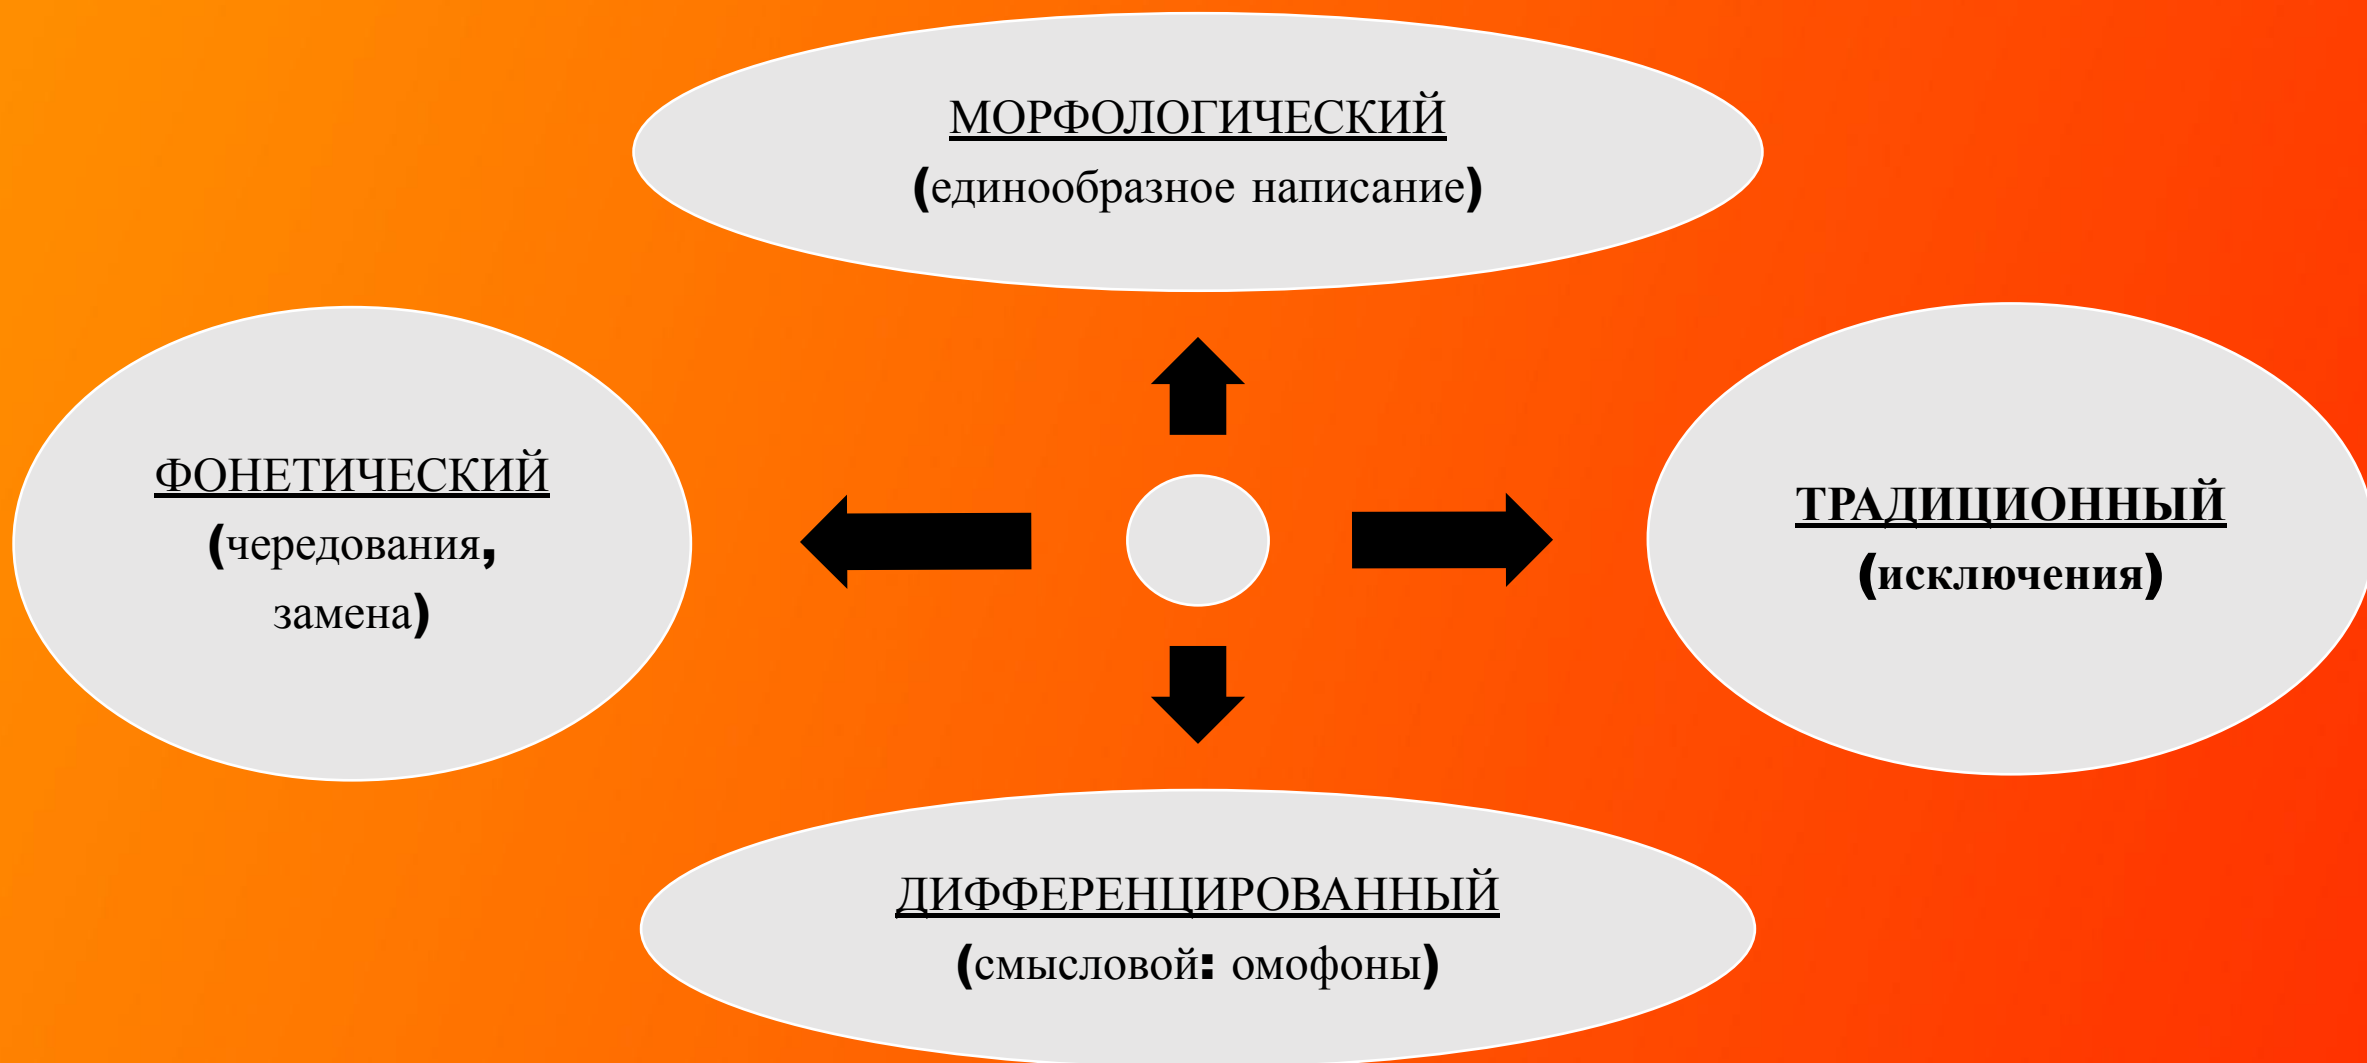 МОРФОЛОГИЧЕСКИЙ
(единообразное написание)
ФОНЕТИЧЕСКИЙ
(чередования,
замена)
ТРАДИЦИОННЫЙ
(исключения)
ДИФФЕРЕНЦИРОВАННЫЙ
(смысловой: омофоны)